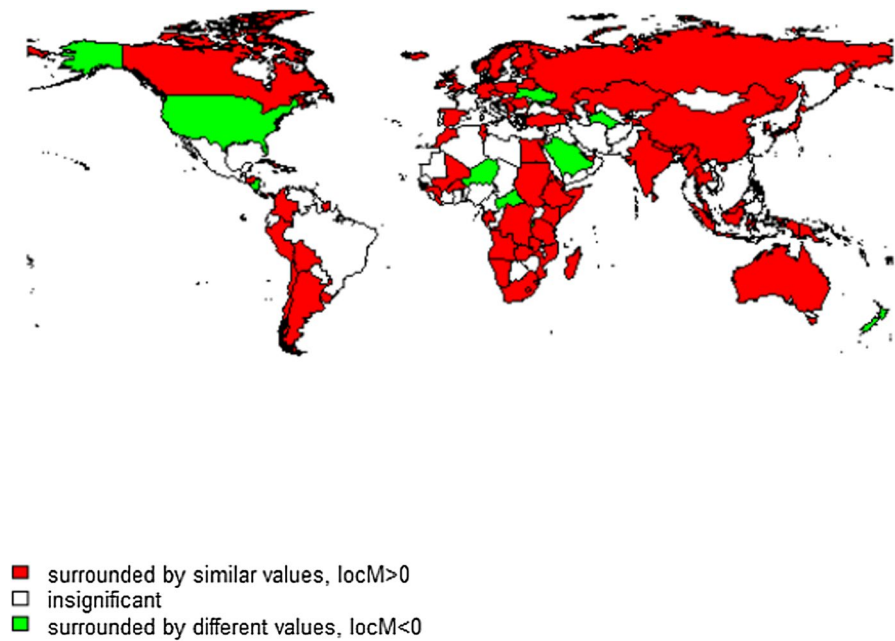 surrounded by similar values, locM>0
insignificant
surrounded by different values, locM<0